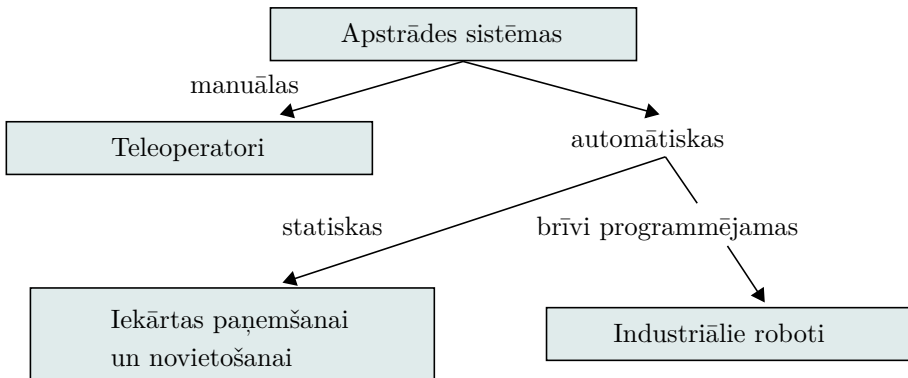 Apstrādes sistēmas
manuālas
Teleoperatori
automātiskas
statiskas
brīvi programmējamas
Iekārtas paņemšanai
un novietošanai
Industriālie roboti